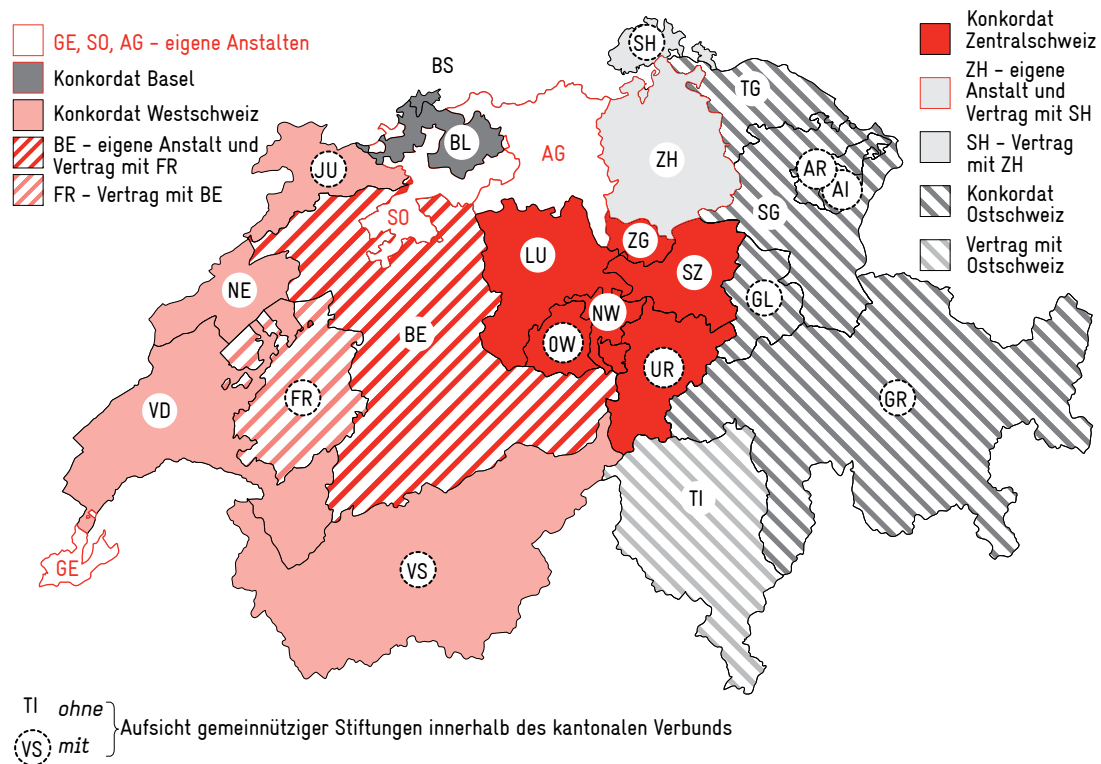 GE, SO, AG – eigene Anstalten
Konkordat Basel
Konkordat Westschweiz
BE – eigene Anstalt und
Vertrag mit FR
FR – Vertrag mit BE
Konkordat
Zentralschweiz
ZH – eigene
Anstalt und
Vertrag mit SH
SH – Vertrag
mit ZH
Konkordat
Ostschweiz
Vertrag mit
Ostschweiz
SH
BS
TG
BL
AG
ZH
JU
AR
AI
SO
SG
ZG
LU
SZ
NE
GL
NW
BE
OW
UR
FR
VD
GR
TI
GE
VS
TI ohne
VS mit
Aufsicht gemeinnütziger Stiftungen innerhalb des kantonalen Verbunds